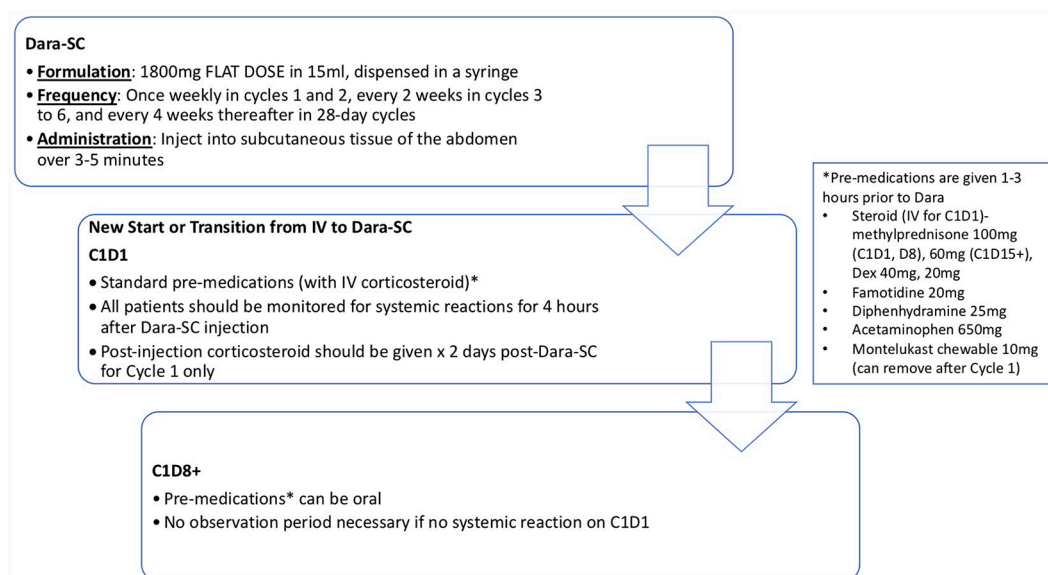 Dara-SC
• Formulation: 1800mg FLAT DOSE in 15ml, dispensed in a syringe
• Frequency: Once weekly in cycles 1 and 2, every 2 weeks in cycles 3
to 6, and every 4 weeks thereafter in 28-day cycles
• Administration: Inject into subcutaneous tissue of the abdomen
over 3-5 minutes
New Start or Transition from IV to Dara-SC
C1D1
• Standard pre-medications (with IV corticosteroid)*
• All patients should be monitored for systemic reactions for 4 hours
after Dara-SC injection
• Post-injection corticosteroid should be given x 2 days post-Dara-SC
for Cycle 1 only
*Pre-medications are given 1-3
hours prior to Dara
• Steroid (IV for C1D1)-
methylprednisone 100mg
(C1D1, D8), 60mg (C1D15+),
Dex 40mg, 20mg
• Famotidine 20mg
• Diphenhydramine 25mg
• Acetaminophen 650mg
• Montelukast chewable 10mg
(can remove after Cycle 1)
C1D8+
• Pre-medications* can be oral
• No observation period necessary if no systemic reaction on C1D1